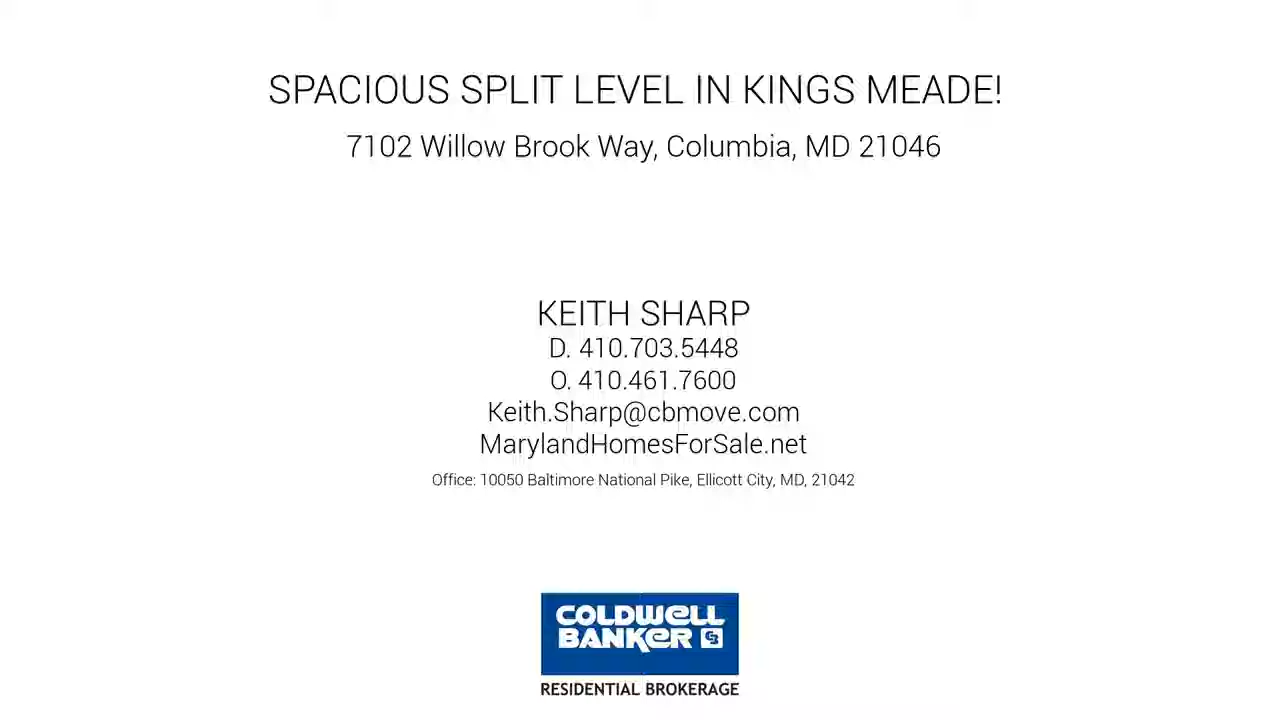 SPACIOUS SPLIT LEVEL IN KINGS MEADE!
7102 Willow Brook Way, Columbia, MD 21046
KEITH SHARP
D. 410.703.5448
O. 410.461.7600
Keith.Sharp@cbmove.com
MarylandHomesForSale.net
Office: 10050 Baltimore National Pike, Ellicott City, MD, 21042
COLDWELL
BANKER CB
RESIDENTIAL BROKERAGE